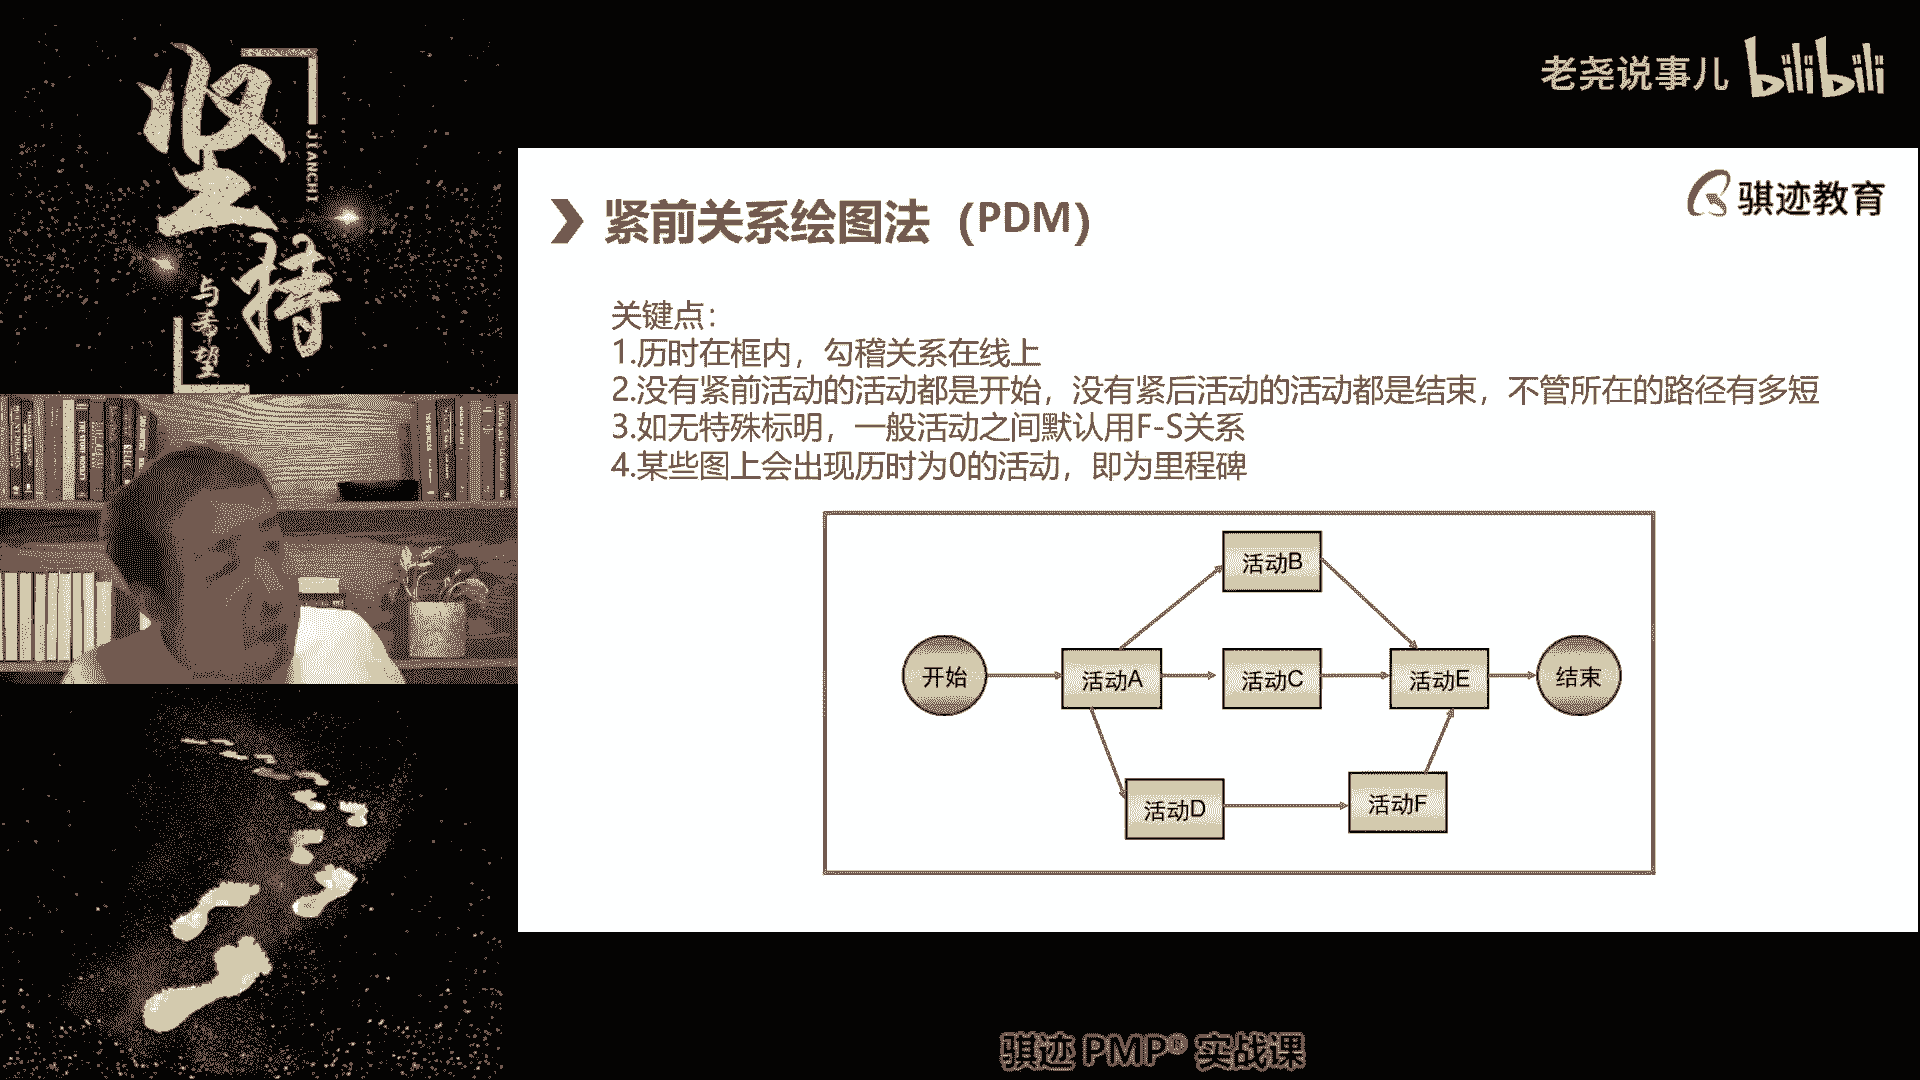 坚持
JIANCHI
与希望
老尧说事儿 bilibili
骐迹教育
紧前关系绘图法（PDM）
关键点：
1.历时在框内，勾稽关系在线上
2.没有紧前活动的活动都是开始，没有紧后活动的活动都是结束，不管所在的路径有多短
3.如无特殊标明，一般活动之间默认用F-S关系
4.某些图上会出现历时为0的活动，即为里程碑
活动B
开始
活动A
活动C
活动E
结束
活动D
活动F
骐迹 PMP® 实战课